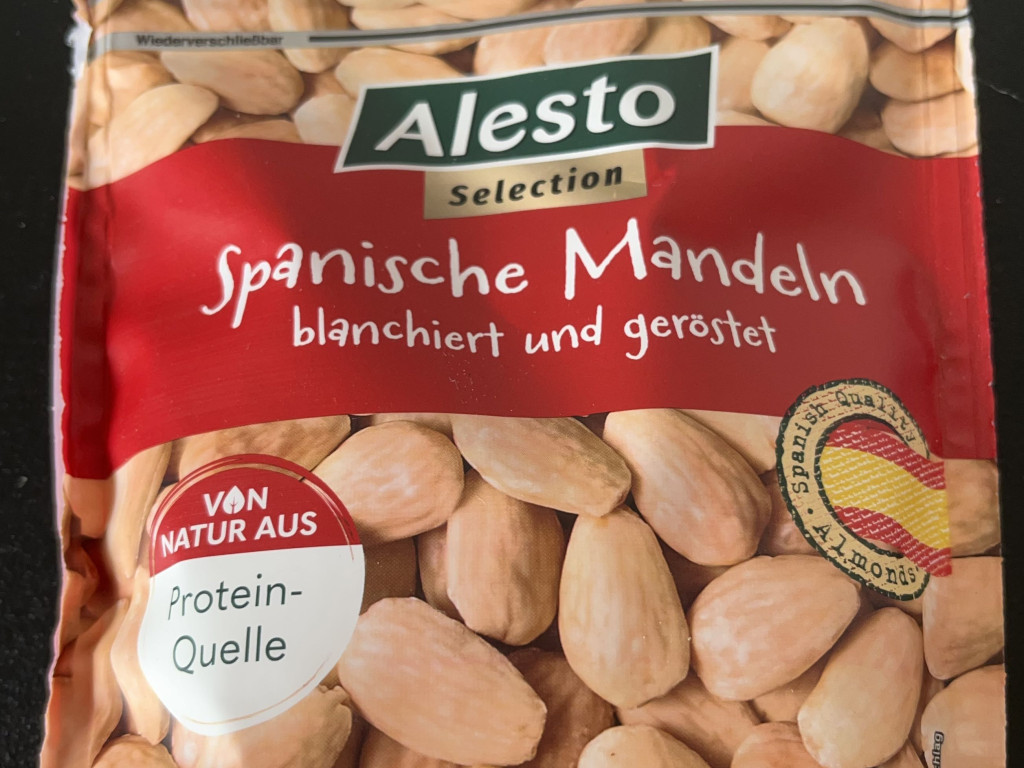 Wiederverschließbar
Alesto
Selection
Spanische Mandeln
blanchiert und geröstet
Spanish Quality
· Almonds ·
VON
NATUR AUS
Protein-
Quelle